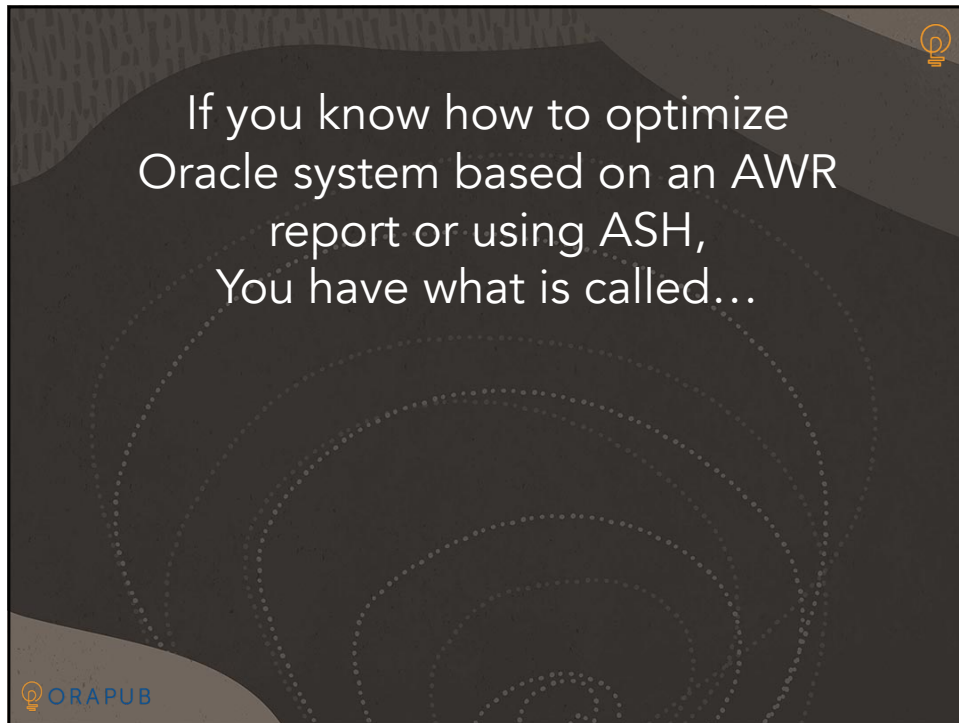 If you know how to optimize
Oracle system based on an AWR
report or using ASH,
You have what is called…
ORAPUB